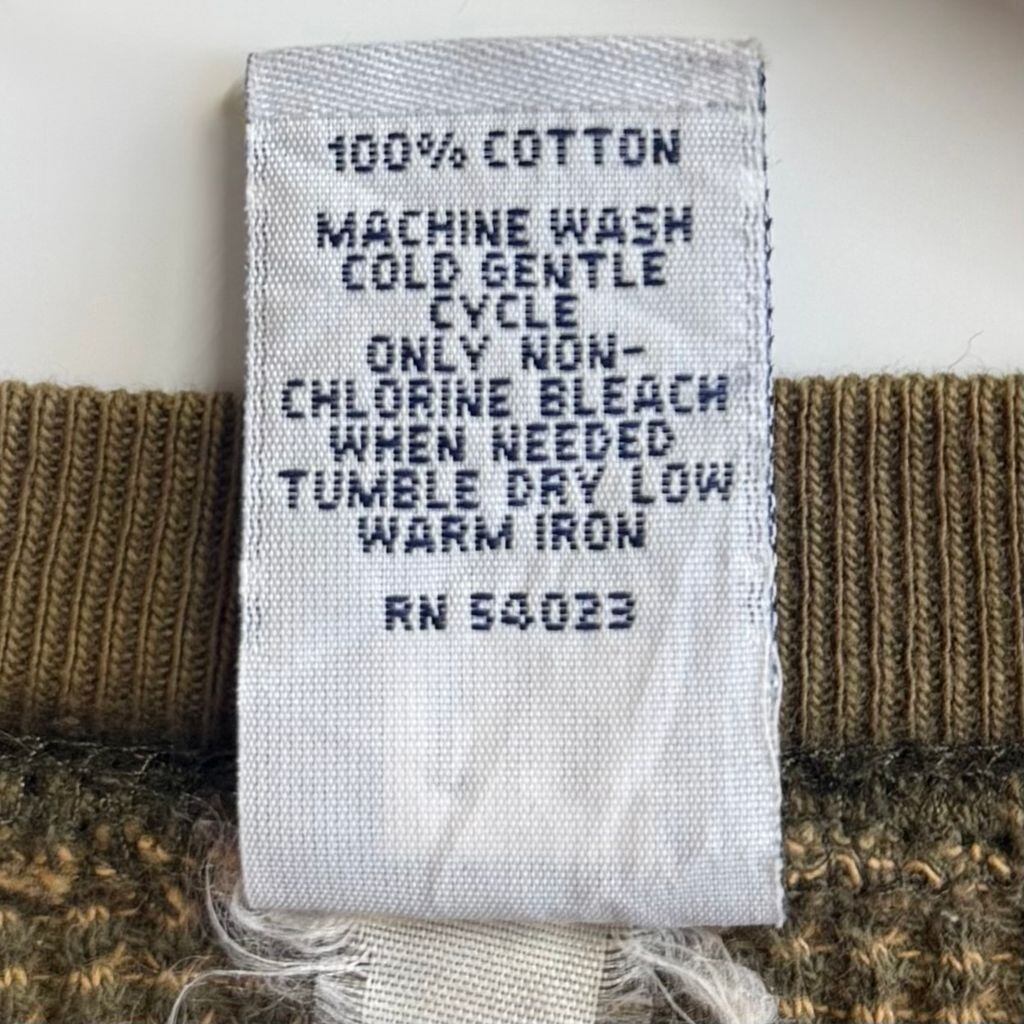 100% COTTON
MACHINE WASH
COLD GENTLE
CYCLE
ONLY NON-
CHLORINE BLEACH
WHEN NEEDED
TUMBLE DRY LOW
WARM IRON
RN 54023